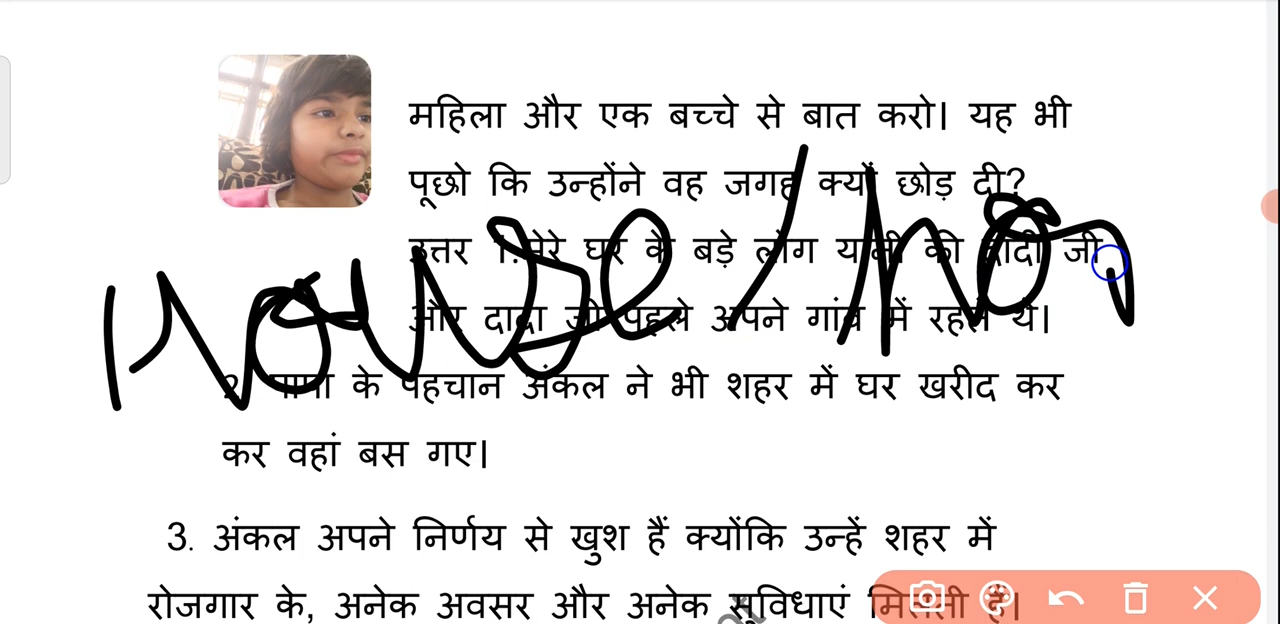 महिला और एक बच्चे से बात करो। यह भी
पूछो कि उन्होंने वह जगह क्यों छोड़ दी?
उत्तर 1.मेरे घर के बड़े लोग यानी की दादी जी
और दादा जी पहले अपने गांव में रहते थे।
2. पापा के पहचान अंकल ने भी शहर में घर खरीद कर
कर वहां बस गए।
3. अंकल अपने निर्णय से खुश हैं क्योंकि उन्हें शहर में
रोजगार के, अनेक अवसर और अनेक सुविधाएं मिलती हैं।
house/